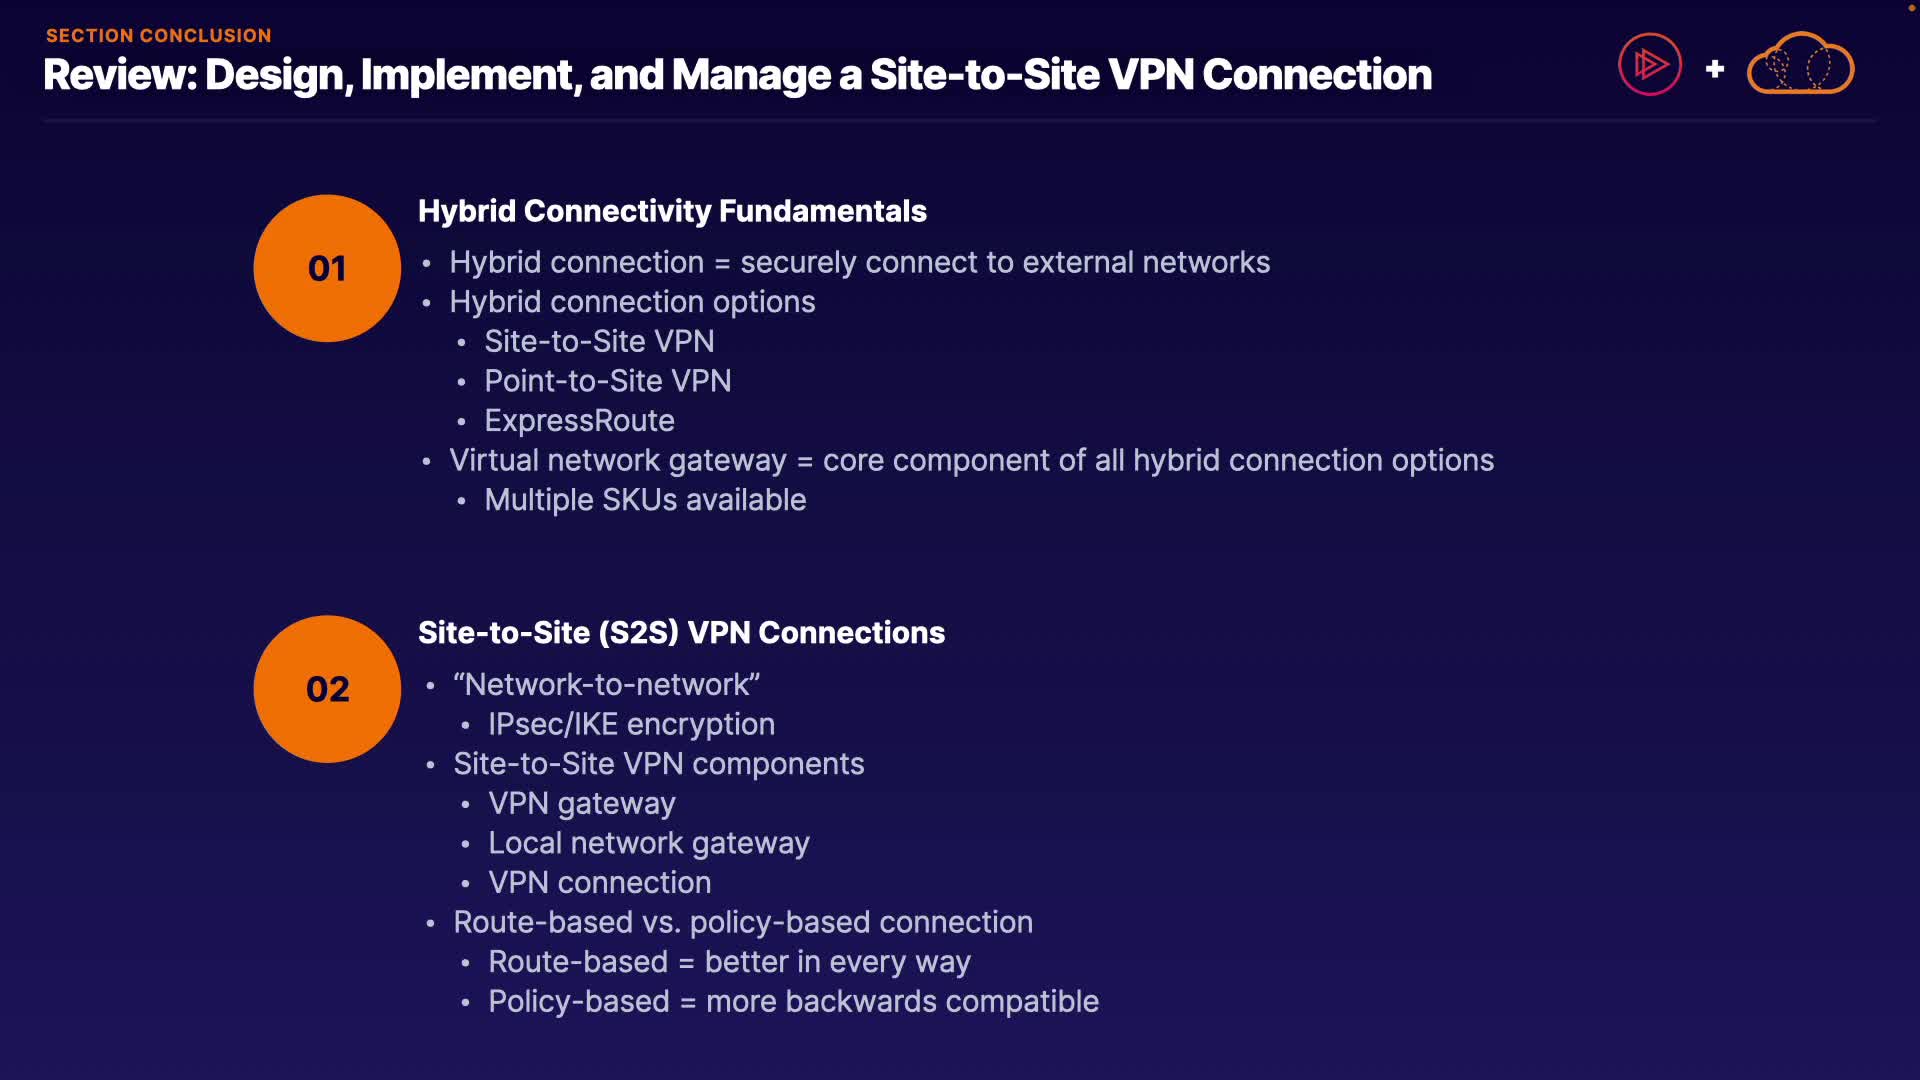 SECTION CONCLUSION
Review: Design, Implement, and Manage a Site-to-Site VPN Connection
+
01
Hybrid Connectivity Fundamentals
• Hybrid connection = securely connect to external networks
• Hybrid connection options
• Site-to-Site VPN
• Point-to-Site VPN
• ExpressRoute
• Virtual network gateway = core component of all hybrid connection options
• Multiple SKUs available
02
Site-to-Site (S2S) VPN Connections
• “Network-to-network”
• IPsec/IKE encryption
• Site-to-Site VPN components
• VPN gateway
• Local network gateway
• VPN connection
• Route-based vs. policy-based connection
• Route-based = better in every way
• Policy-based = more backwards compatible